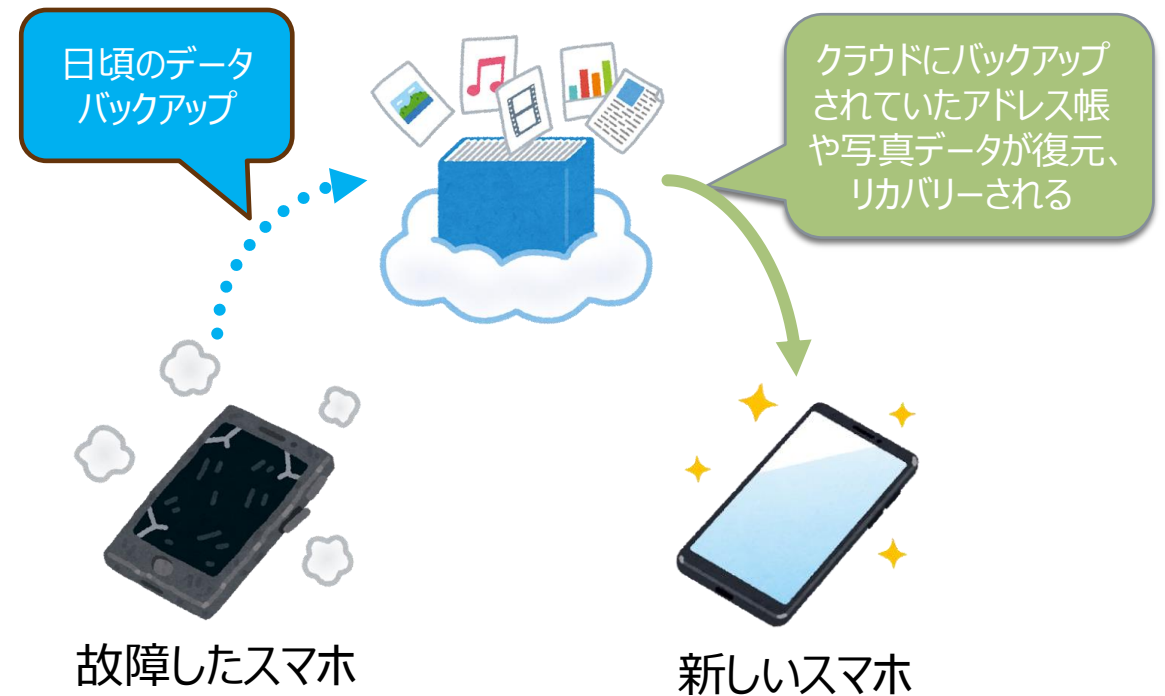 日頃のデータ
バックアップ
クラウドにバックアップ
されていたアドレス帳
や写真データが復元、
リカバリーされる
故障したスマホ
新しいスマホ